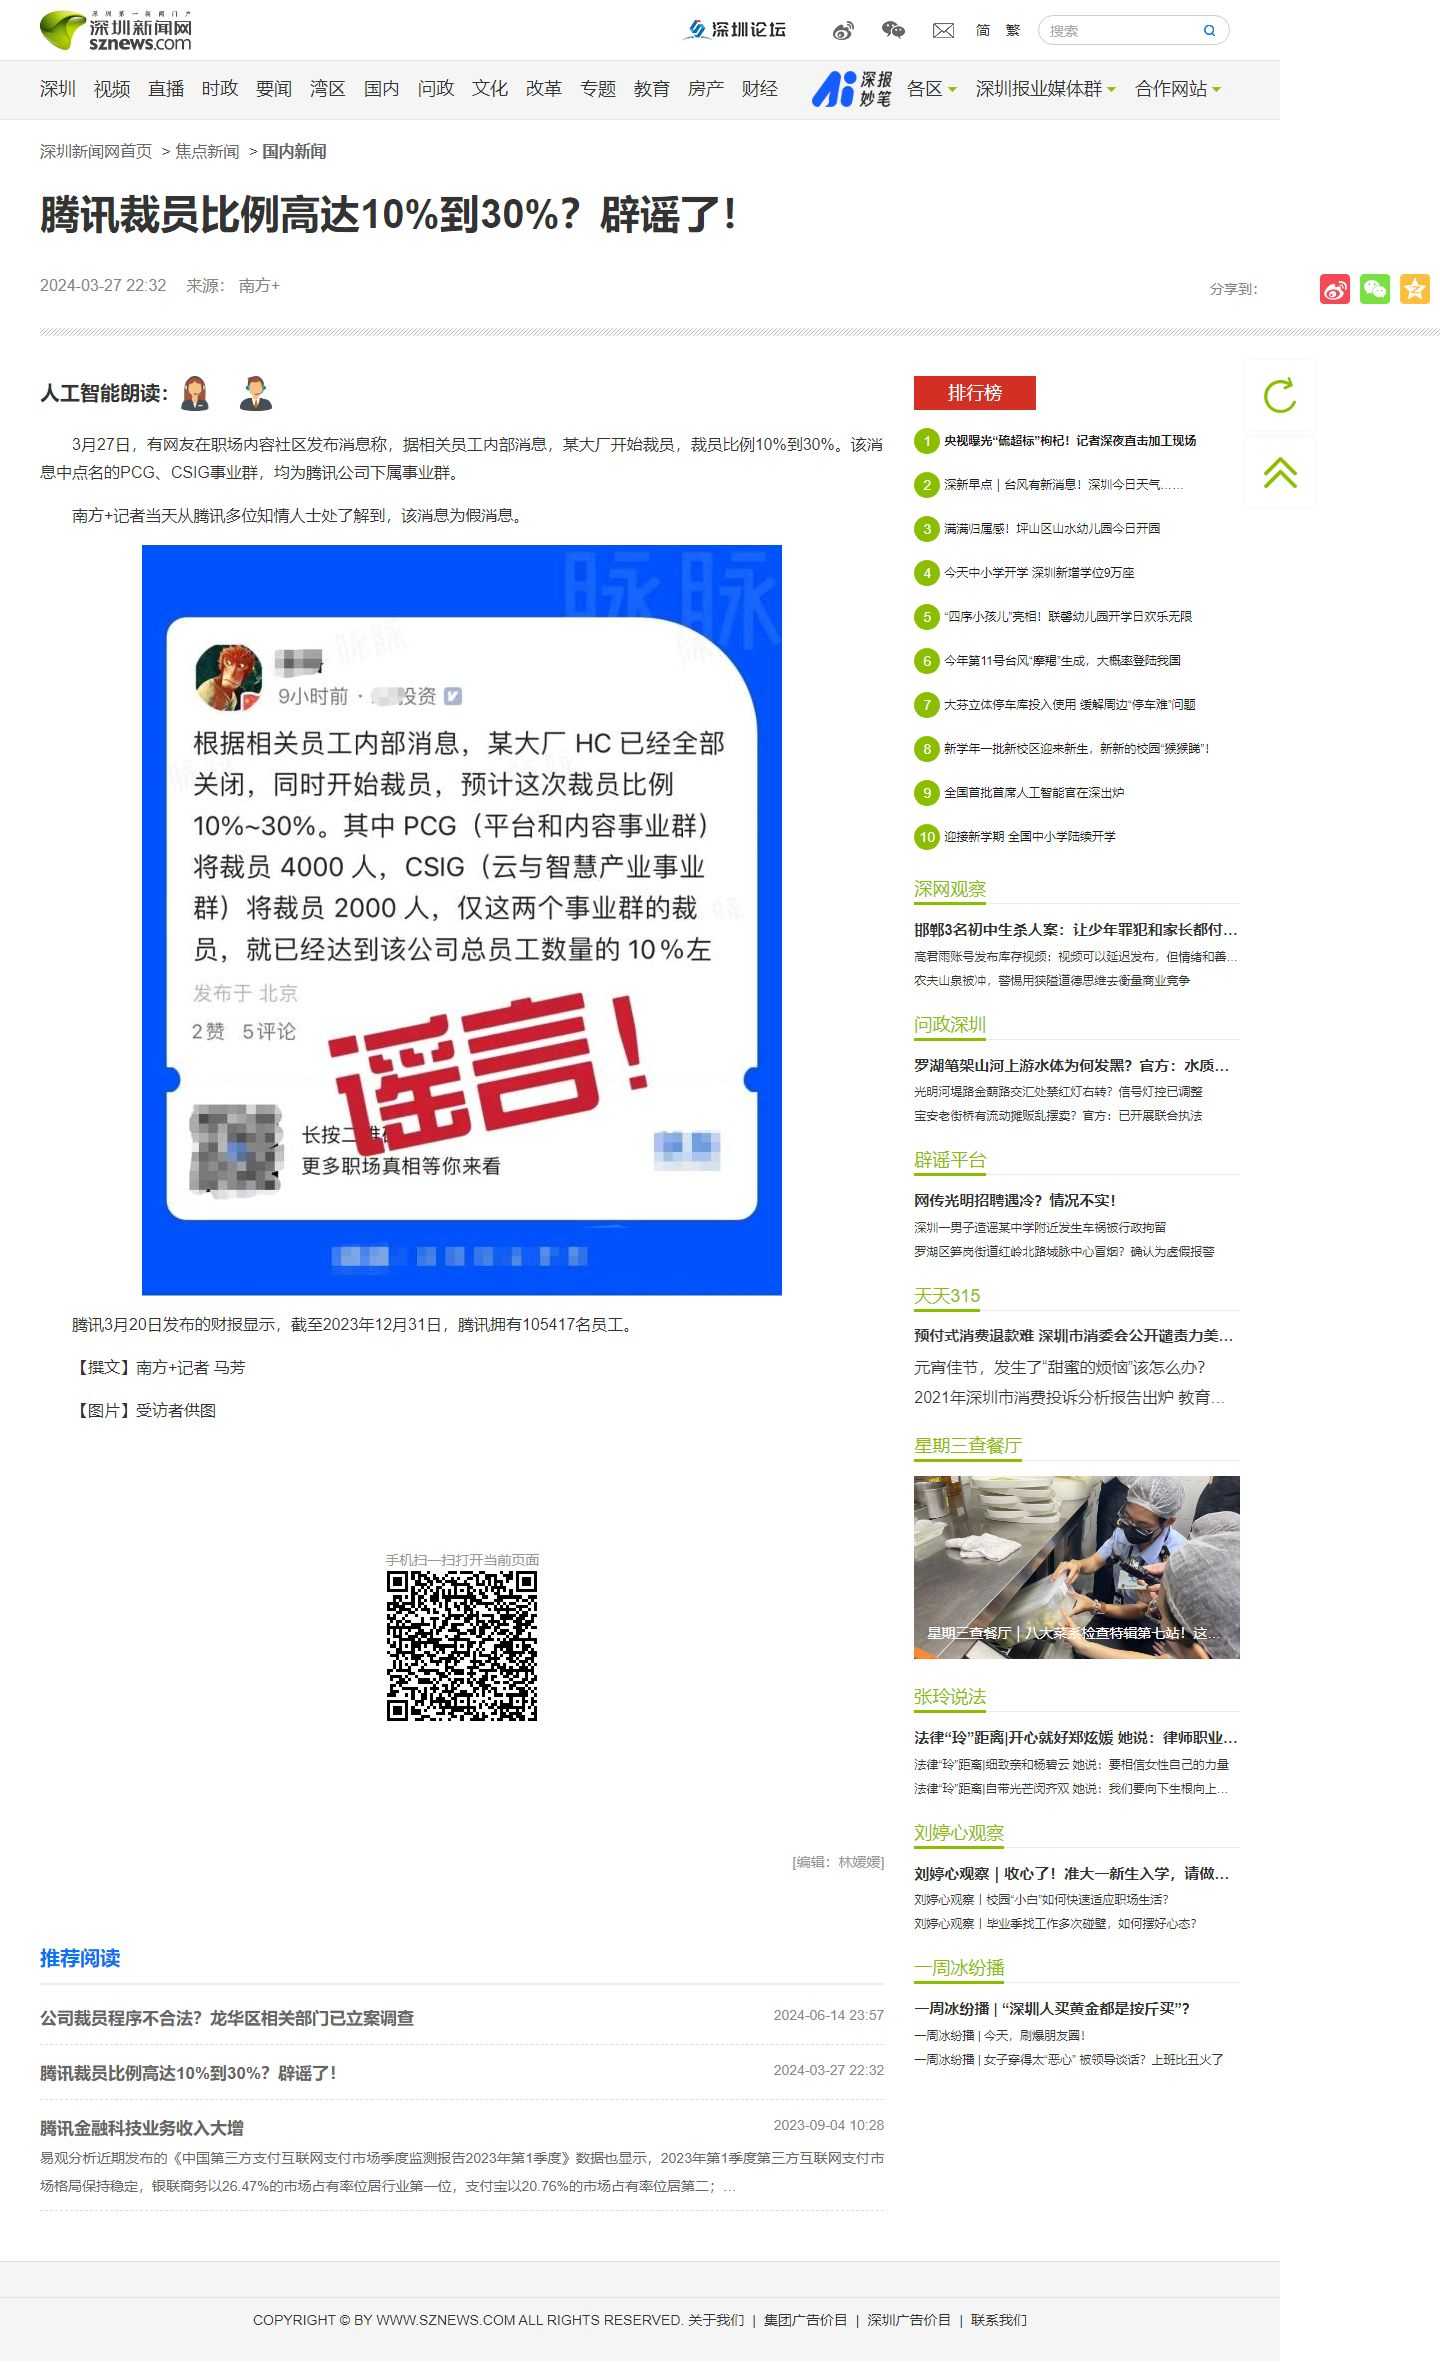 深圳第一新闻门户
深圳新闻网
sznews.com
深圳论坛
简 繁
搜索
深圳 视频 直播 时政 要闻 湾区 国内 问政 文化 改革 专题 教育 房产 财经 Ai 深报妙笔 各区 深圳报业媒体群 合作网站
深圳新闻网首页 > 焦点新闻 > 国内新闻
腾讯裁员比例高达10%到30%？辟谣了！
2024-03-27 22:32 来源： 南方+
分享到：
人工智能朗读：
3月27日，有网友在职场内容社区发布消息称，据相关员工内部消息，某大厂开始裁员，裁员比例10%到30%。该消
息中点名的PCG、CSIG事业群，均为腾讯公司下属事业群。
南方+记者当天从腾讯多位知情人士处了解到，该消息为假消息。
脉脉
9小时前 · 投资
根据相关员工内部消息，某大厂 HC 已经全部
关闭，同时开始裁员，预计这次裁员比例
10%~30%。其中 PCG（平台和内容事业群）
将裁员 4000 人，CSIG（云与智慧产业事业
群）将裁员 2000 人，仅这两个事业群的裁
员，就已经达到该公司总员工数量的 10%左
发布于 北京
2赞 5评论
谣言！
长按二维码
更多职场真相等你来看
腾讯3月20日发布的财报显示，截至2023年12月31日，腾讯拥有105417名员工。
【撰文】南方+记者 马芳
【图片】受访者供图
手机扫一扫打开当前页面
[编辑：林媛媛]
推荐阅读
公司裁员程序不合法？龙华区相关部门已立案调查 2024-06-14 23:57
腾讯裁员比例高达10%到30%？辟谣了！ 2024-03-27 22:32
腾讯金融科技业务收入大增 2023-09-04 10:28
易观分析近期发布的《中国第三方支付互联网支付市场季度监测报告2023年第1季度》数据也显示，2023年第1季度第三方互联网支付市
场格局保持稳定，银联商务以26.47%的市场占有率位居行业第一位，支付宝以20.76%的市场占有率位居第二；...
排行榜
1 央视曝光“硫超标”枸杞！记者深夜直击加工现场
2 深新早点 | 台风有新消息！深圳今日天气……
3 满满归属感！坪山区山水幼儿园今日开园
4 今天中小学开学 深圳新增学位9万座
5 “四序小孩儿”亮相！联馨幼儿园开学日欢乐无限
6 今年第11号台风“摩羯”生成，大概率登陆我国
7 大芬立体停车库投入使用 缓解周边“停车难”问题
8 新学年一批新校区迎来新生，新新的校园“猴猴睇”！
9 全国首批首席人工智能官在深出炉
10 迎接新学期 全国中小学陆续开学
深网观察
邯郸3名初中生杀人案：让少年罪犯和家长都付...
高君雨账号发布库存视频：视频可以延迟发布，但情绪和善...
农夫山泉被冲，警惕用狭隘道德思维去衡量商业竞争
问政深圳
罗湖笔架山河上游水体为何发黑？官方：水质...
光明河堤路金荫路交汇处禁红灯右转？信号灯控已调整
宝安老街桥有流动摊贩乱摆卖？官方：已开展联合执法
辟谣平台
网传光明招聘遇冷？情况不实！
深圳一男子造谣某中学附近发生车祸被行政拘留
罗湖区笋岗街道红岭北路域脉中心冒烟？确认为虚假报警
天天315
预付式消费退款难 深圳市消委会公开谴责力美...
元宵佳节，发生了“甜蜜的烦恼”该怎么办？
2021年深圳市消费投诉分析报告出炉 教育...
星期三查餐厅
星期三查餐厅 | 八大菜系检查特辑第七站！这...
张玲说法
法律“玲”距离|开心就好郑炫媛 她说：律师职业...
法律“玲”距离|细致亲和杨碧云 她说：要相信女性自己的力量
法律“玲”距离|自带光芒闵齐双 她说：我们要向下生根向上...
刘婷心观察
刘婷心观察 | 收心了！准大一新生入学，请做...
刘婷心观察丨校园“小白”如何快速适应职场生活？
刘婷心观察丨毕业季找工作多次碰壁，如何摆好心态？
一周冰纷播
一周冰纷播 | “深圳人买黄金都是按斤买”？
一周冰纷播 | 今天，刷爆朋友圈！
一周冰纷播 | 女子穿得太“恶心” 被领导谈话？上班比丑火了
COPYRIGHT © BY WWW.SZNEWS.COM ALL RIGHTS RESERVED. 关于我们 | 集团广告价目 | 深圳广告价目 | 联系我们